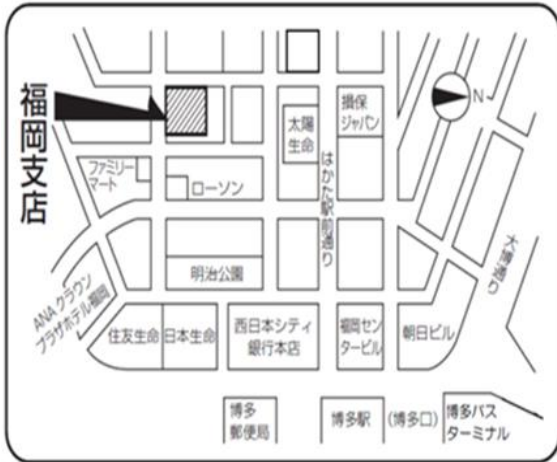 福岡支店
ファミリー
マート
ローソン
太陽
生命
損保
ジャパン
N
はかた駅前通り
大博通り
明治公園
ANA クラウン
プラザホテル福岡
住友生命
日本生命
西日本シティ
銀行本店
福岡セン
タービル
朝日ビル
博多
郵便局
博多駅
(博多口)
博多バス
ターミナル